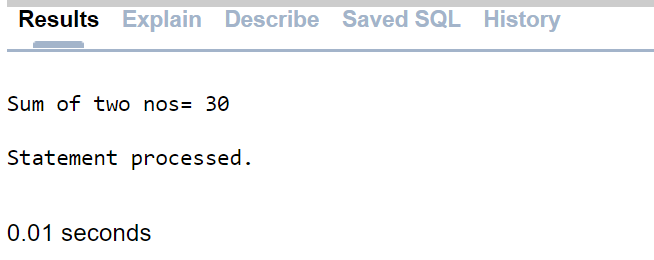 Results Explain Describe Saved SQL History
Sum of two nos= 30
Statement processed.
0.01 seconds